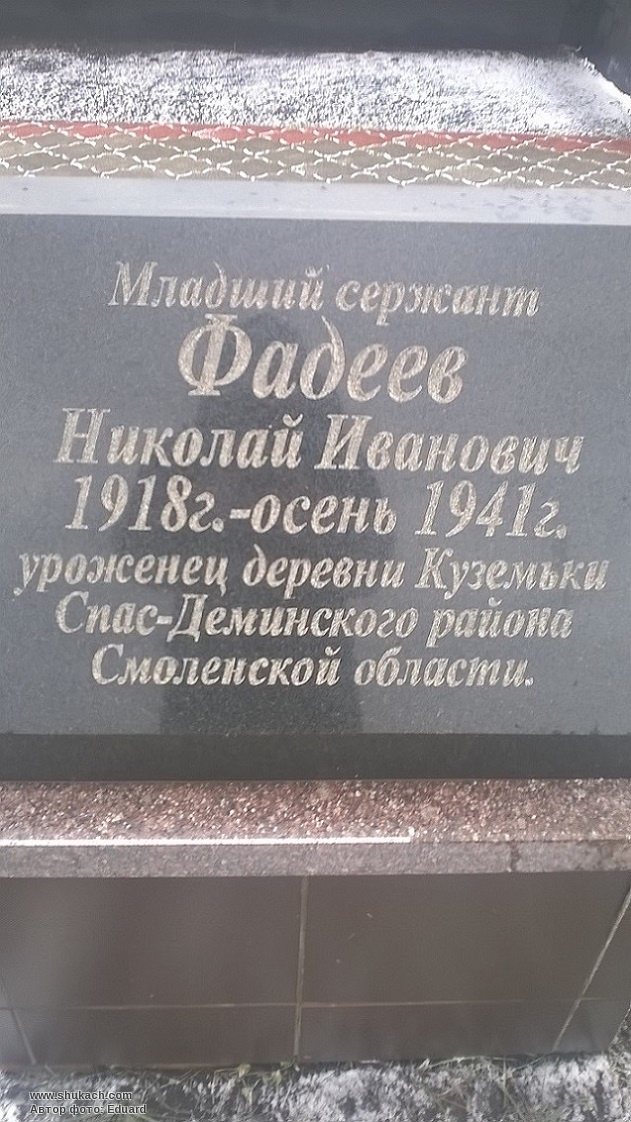 Младший сержант
Фадеев
Николай Иванович
1918г.-осень 1941г.
уроженец деревни Куземьки
Спас-Деминского района
Смоленской области.
www.shukach.com
Автор фото: Eduard